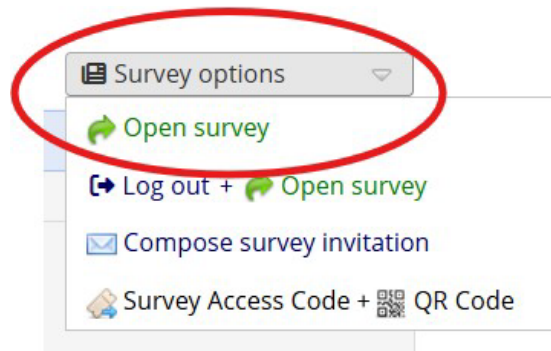 Survey options
Open survey
Log out + Open survey
Compose survey invitation
Survey Access Code + QR Code